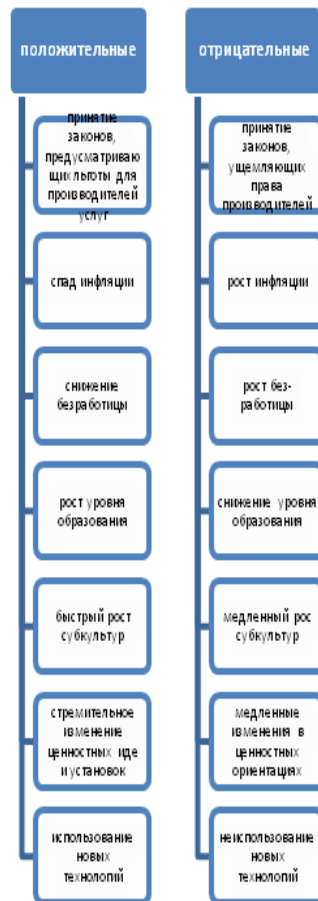 положительные
принятие
законов,
предусматриваю
щих льготы для
производителей
услуг
спад инфляции
снижение
безработицы
рост уровня
образования
быстрый рост
субкультур
стремительное
изменение
ценностных иде
и установок
использование
новых
технологий
отрицательные
принятие
законов,
ущемляющих
права
производителей
рост инфляции
рост без-
работицы
снижение уровня
образования
медленный рос
субкультур
медленные
изменения в
ценностных
ориентациях
неиспользование
новых
технологий